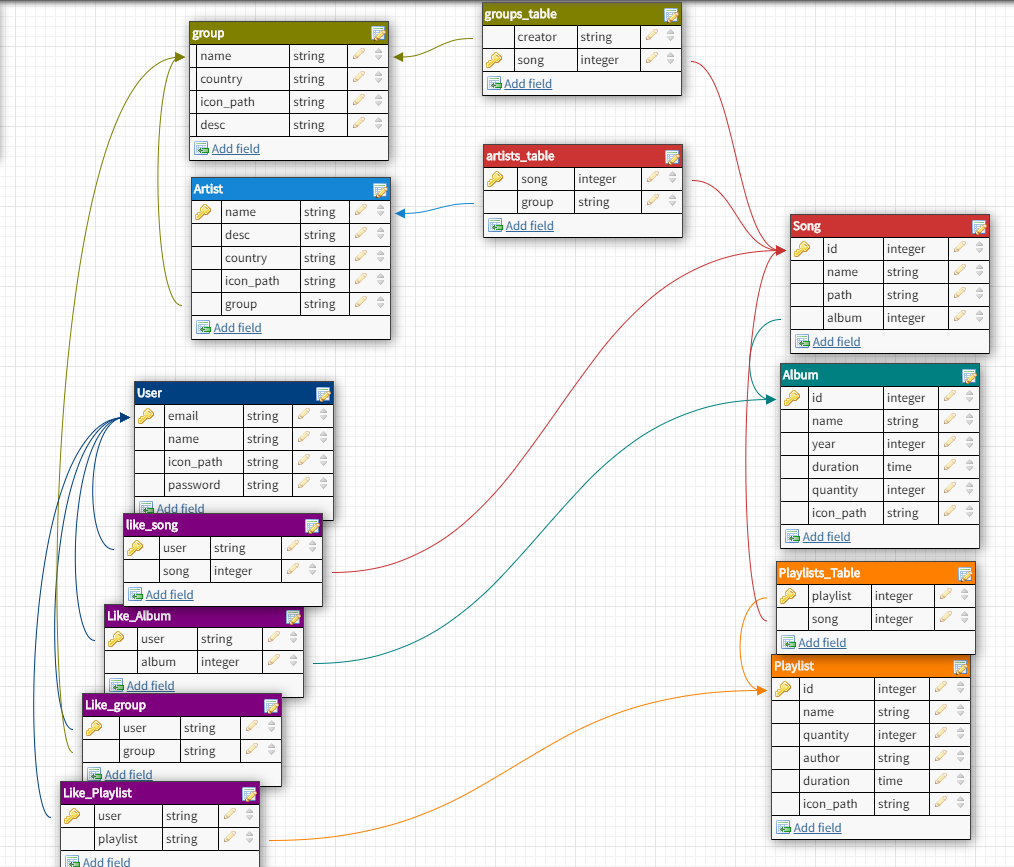 group
name string
country string
icon_path string
desc string
Add field
groups_table
creator string
song integer
Add field
Artist
name string
desc string
country string
icon_path string
group string
Add field
artists_table
song integer
group string
Add field
Song
id integer
name string
path string
album integer
Add field
Album
id integer
name string
year integer
duration time
quantity integer
icon_path string
Add field
User
email string
name string
icon_path string
password string
Add field
like_song
user string
song integer
Add field
Like_Album
user string
album integer
Add field
Like_group
user string
group string
Add field
Like_Playlist
user string
playlist string
Add field
Playlists_Table
playlist integer
song integer
Add field
Playlist
id integer
name string
quantity integer
author string
duration time
icon_path string
Add field